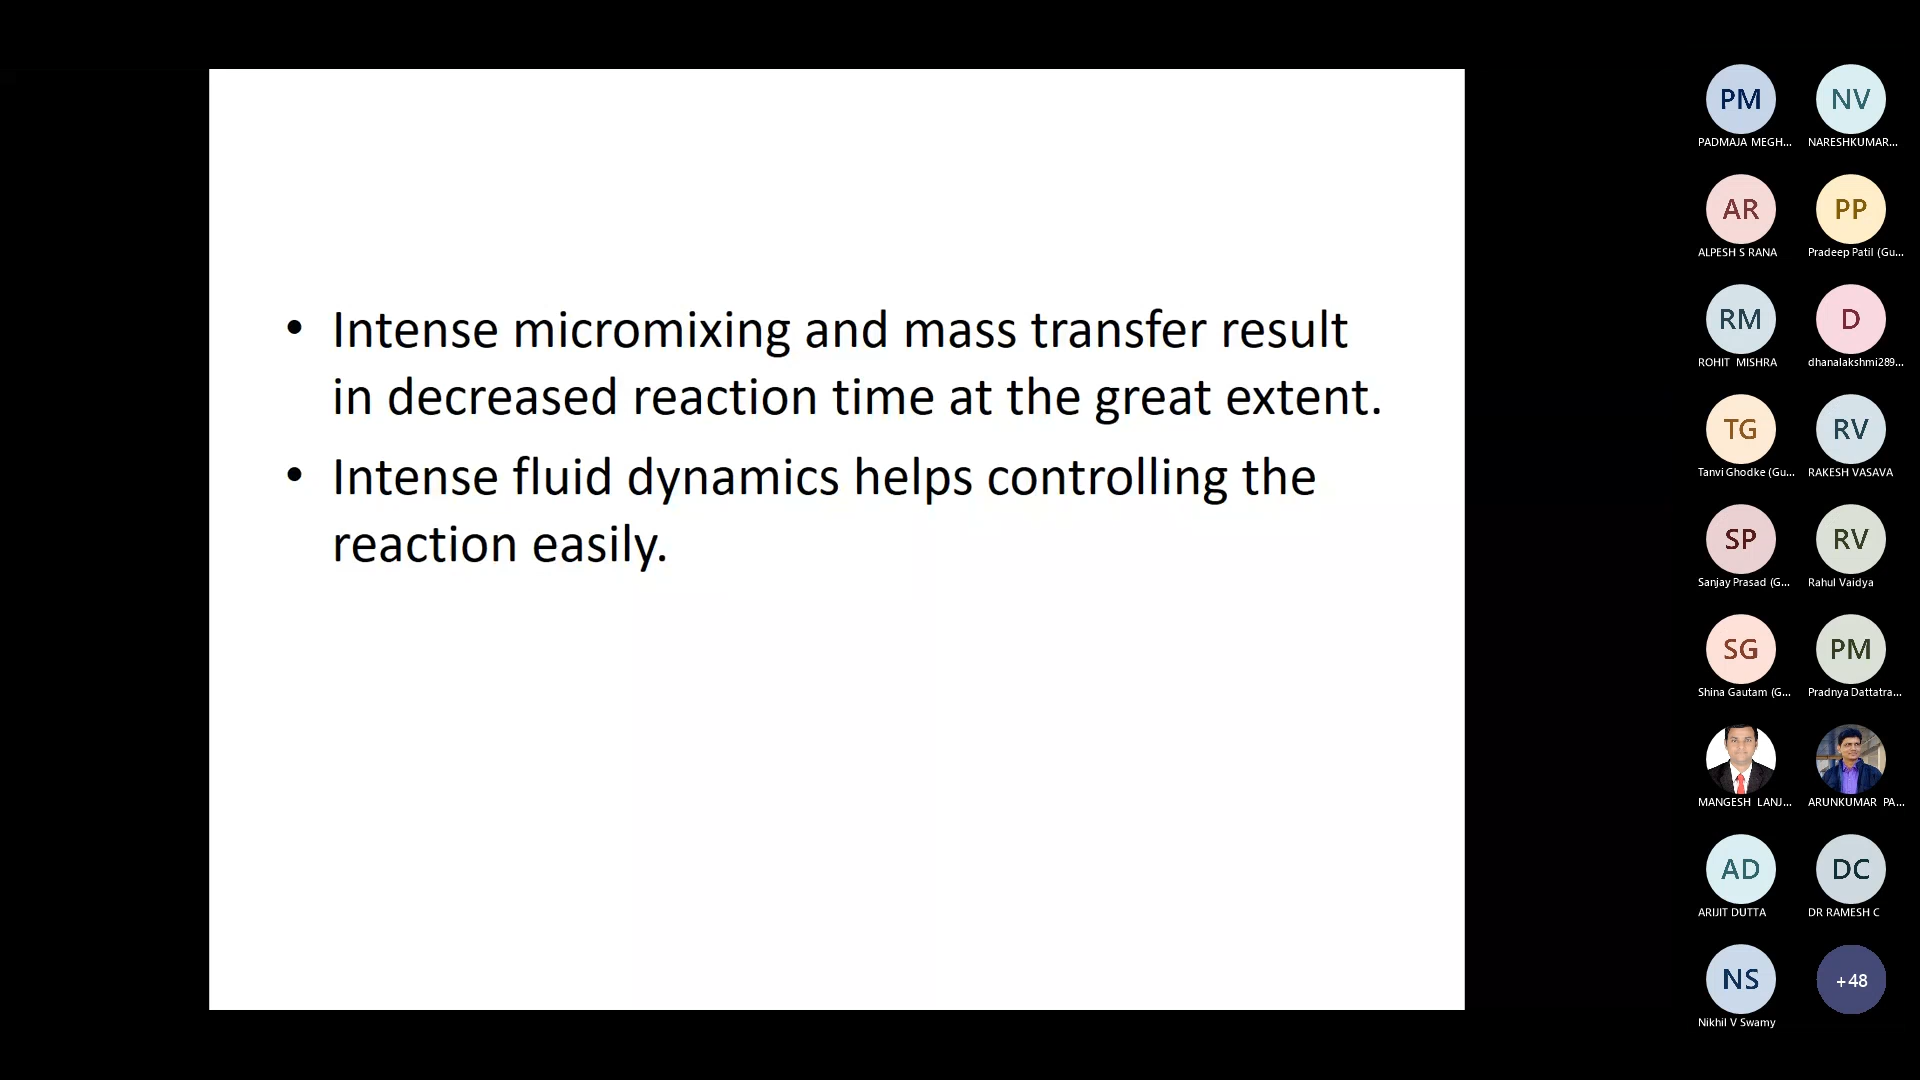 • Intense micromixing and mass transfer result
in decreased reaction time at the great extent.
• Intense fluid dynamics helps controlling the
reaction easily.
PM NV
PADMAJA MEGH... NARESHKUMAR...
AR PP
ALPESH S RANA Pradeep Patil (Gu...
RM D
ROHIT MISHRA dhanalakshmi289...
TG RV
Tanvi Ghodke (Gu... RAKESH VASAVA
SP RV
Sanjay Prasad (G... Rahul Vaidya
SG PM
Shina Gautam (G... Pradnya Dattatra...
MANGESH LANJ... ARUNKUMAR PA...
AD DC
ARIJIT DUTTA DR RAMESH C
NS +48
Nikhil V Swamy